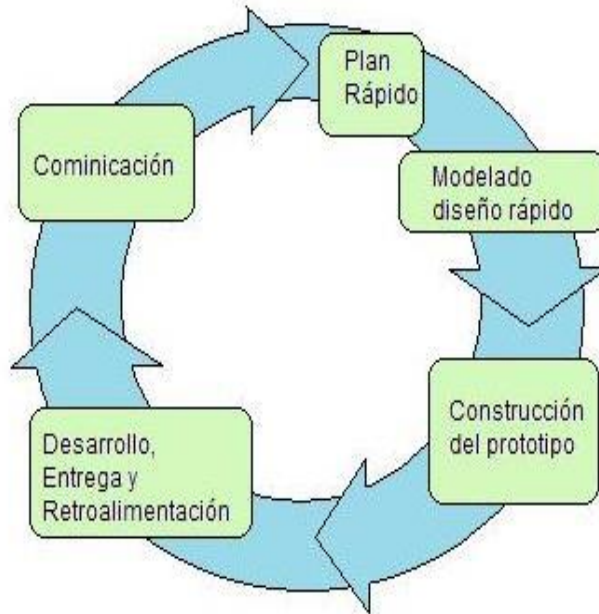 Plan
Rápido
Modelado
diseño rápido
Construcción
del prototipo
Desarrollo,
Entrega y
Retroalimentación
Cominicación